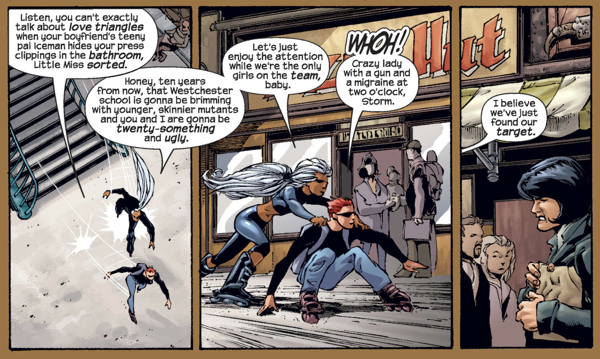 Listen, you can't exactly
talk about love triangles
when your boyfriend's teeny
pal Iceman hides your press
clippings in the bathroom,
Little Miss sorted.
Honey, ten years
from now, that Westchester
school is gonna be brimming
with younger, skinnier mutants
and you and I are gonna be
twenty-something
and ugly.
Let's just
enjoy the attention
while we're the only
girls on the team,
baby.
WHOH!
Crazy lady
with a gun and a
migraine at
two o'clock,
Storm.
Hut
I believe
we've just
found our
target.